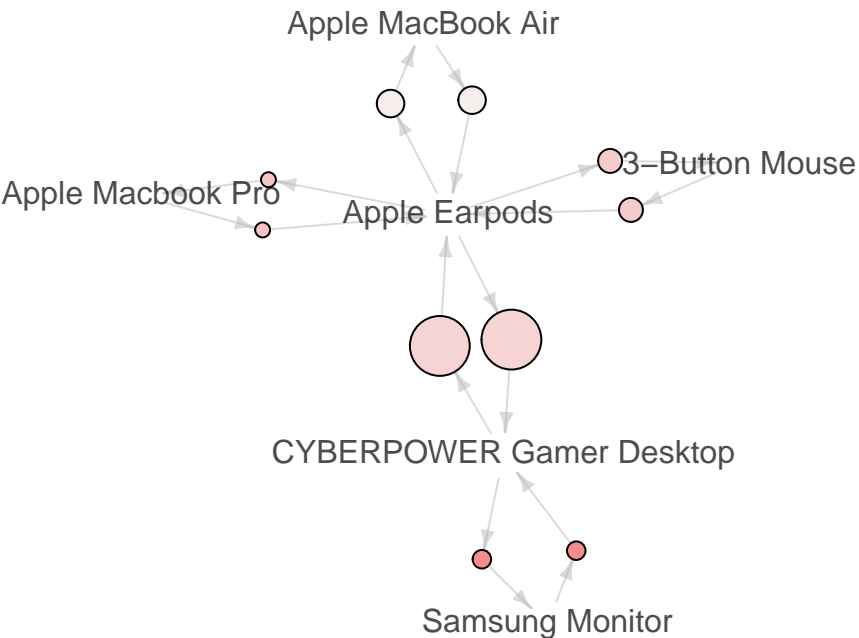 Apple MacBook Air
3−Button Mouse
Apple Macbook Pro
Apple Earpods
CYBERPOWER Gamer Desktop
Samsung Monitor